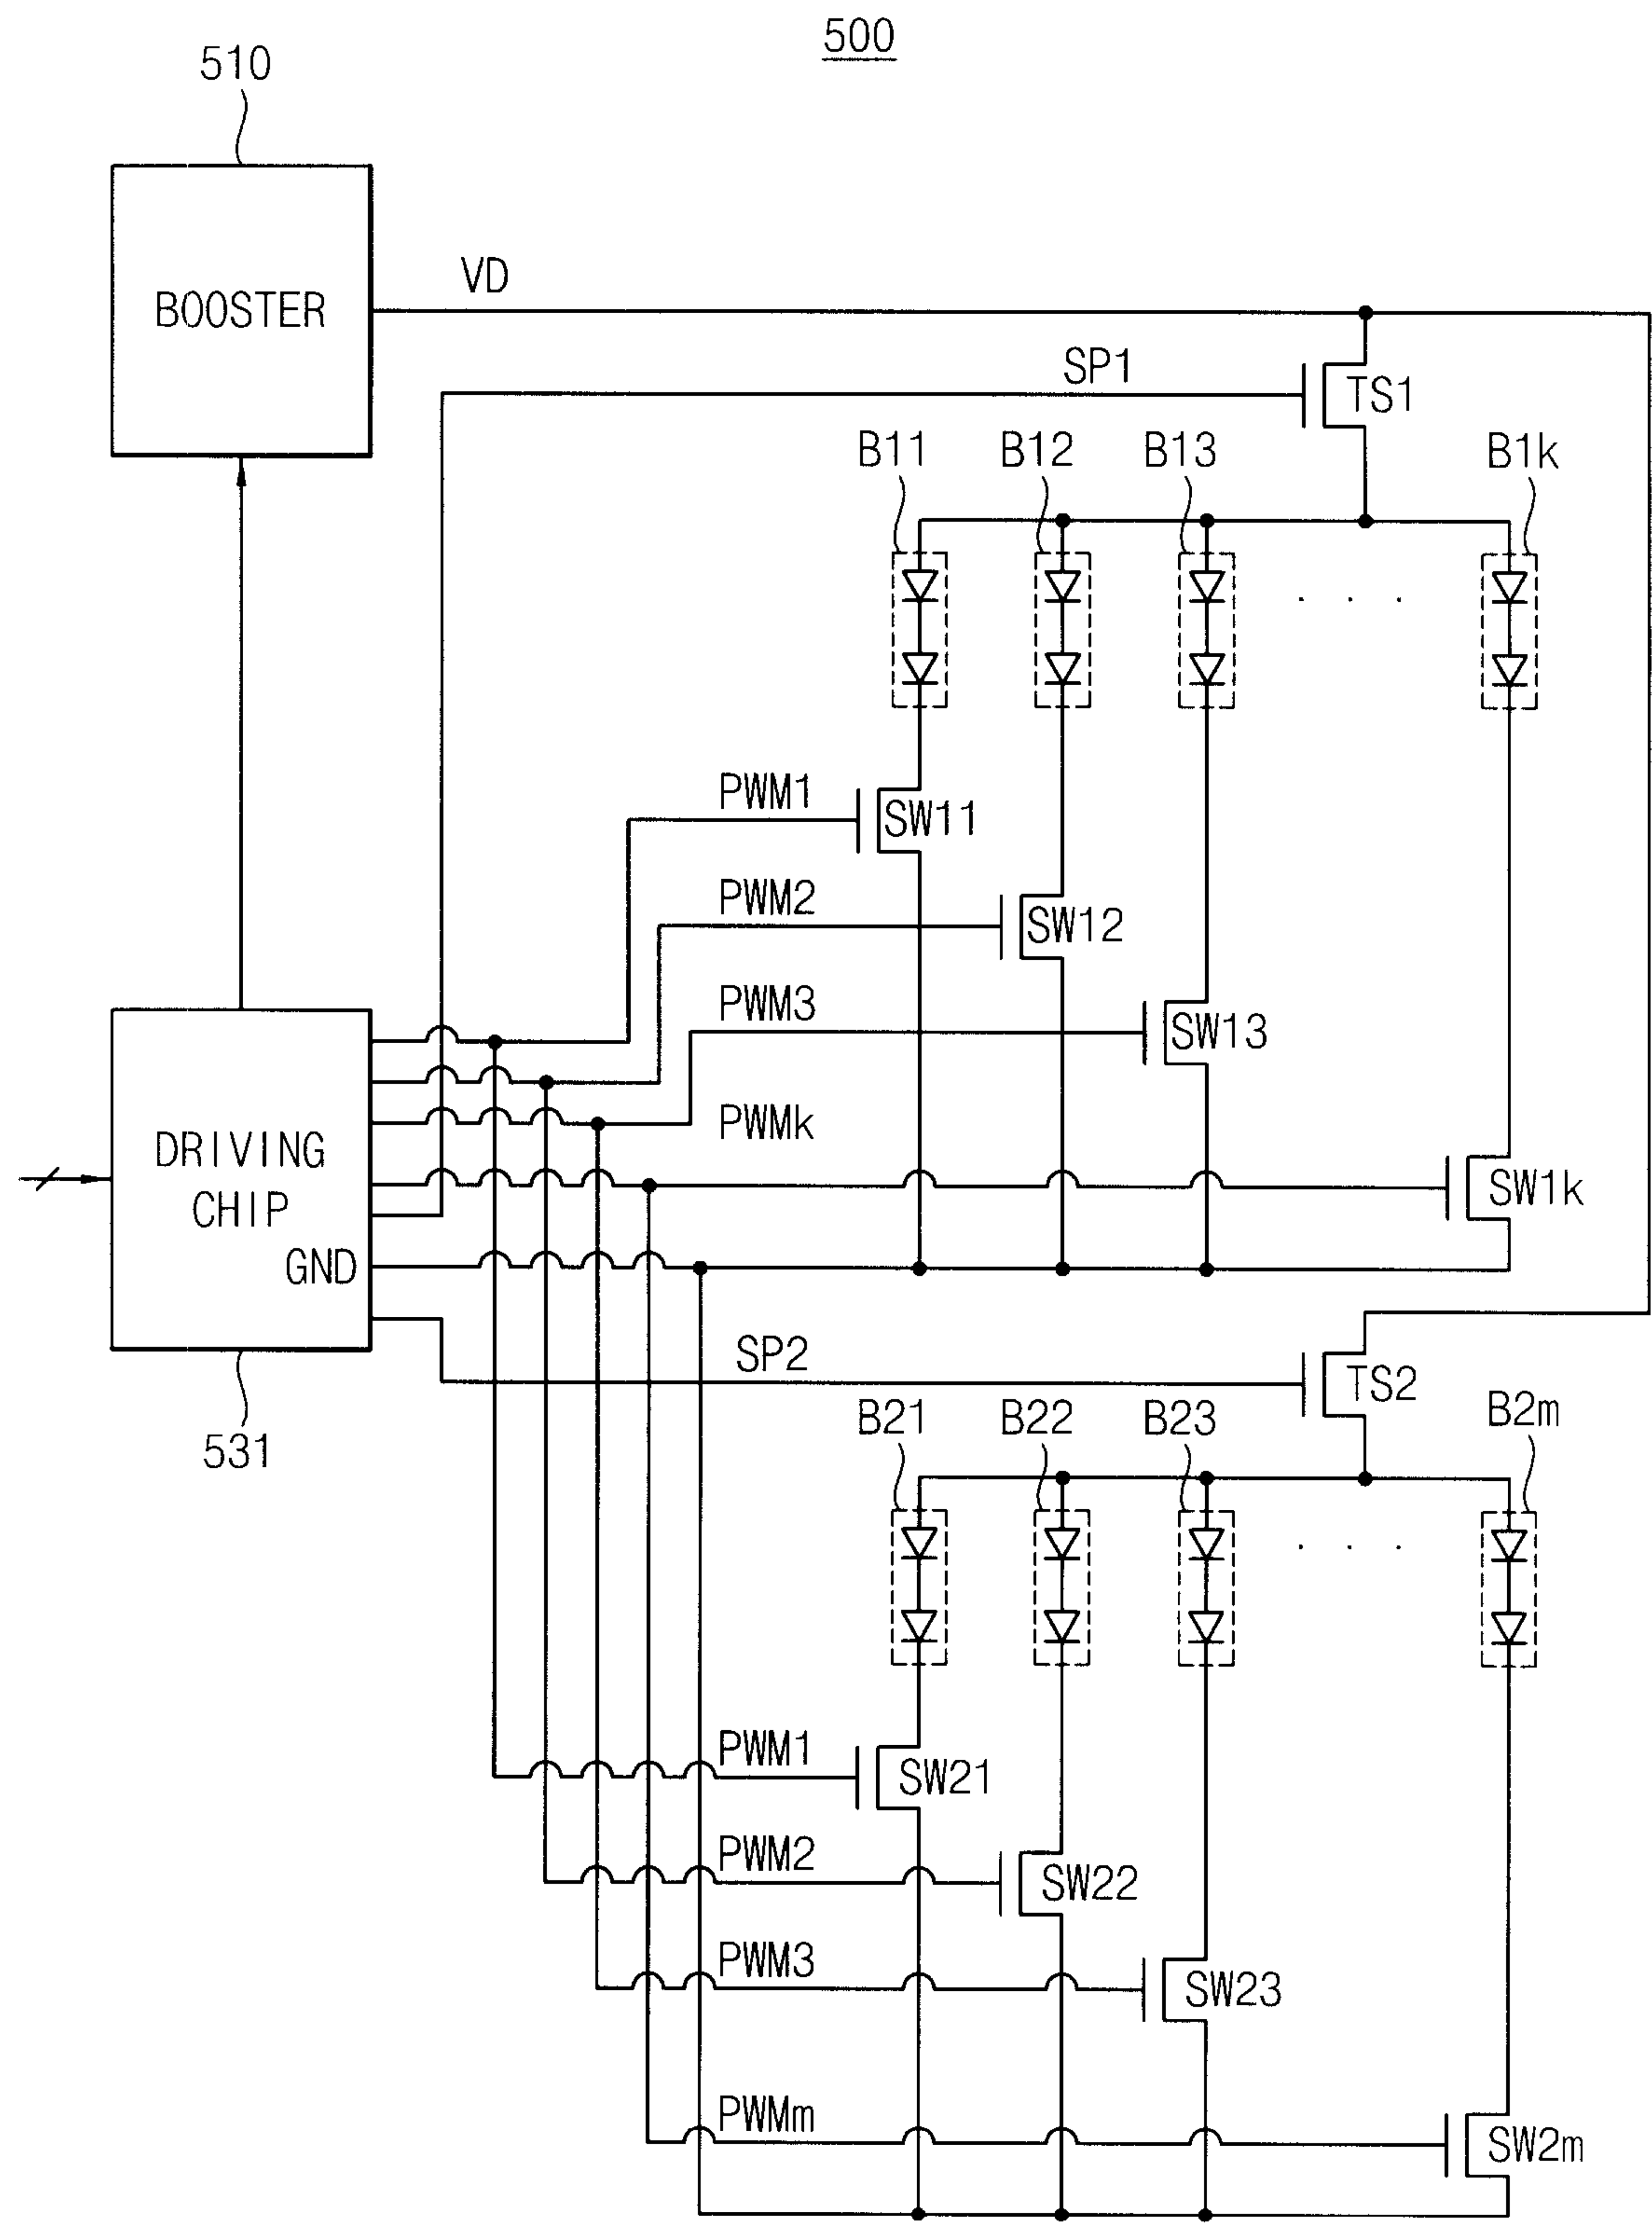 500
510
BOOSTER
VD
SP1
TS1
B11 B12 B13 B1k
. . .
PWM1
SW11
PWM2
SW12
PWM3
SW13
PWMk
SW1k
DRIVING
CHIP
GND
531
SP2
TS2
B21 B22 B23 B2m
. . .
PWM1
SW21
PWM2
SW22
PWM3
SW23
PWMm
SW2m